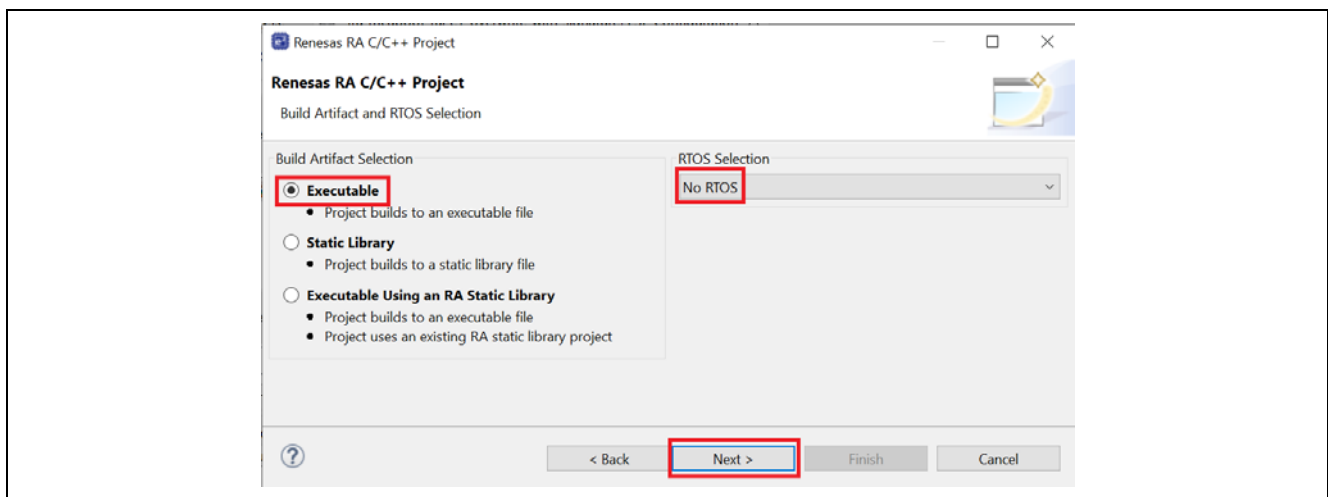 Renesas RA C/C++ Project
Renesas RA C/C++ Project
Build Artifact and RTOS Selection
Build Artifact Selection
Executable
• Project builds to an executable file
Static Library
• Project builds to a static library file
Executable Using an RA Static Library
• Project builds to an executable file
• Project uses an existing RA static library project
RTOS Selection
No RTOS
?
< Back
Next >
Finish
Cancel